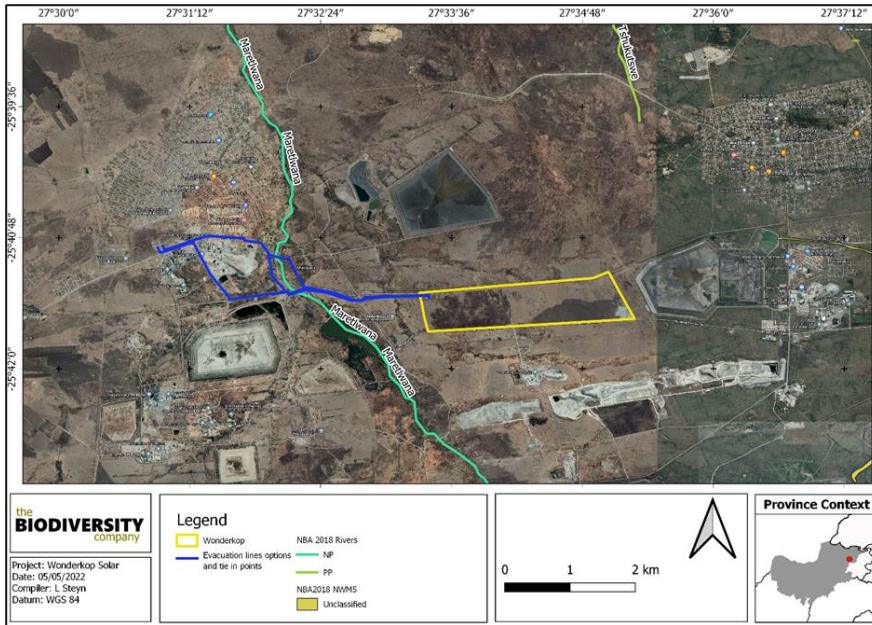 27°30'0"
27°31'12"
27°32'24"
27°33'36"
27°34'48"
27°36'0"
27°37'12"
-25°39'36"
-25°40'48"
-25°42'0"
Maretlwana
Maretlwana
Maretlwana
Maretlwana
Tshukutswe
the
BIODIVERSITY
company
Project: Wonderkop Solar
Date: 05/05/2022
Compiler: L Steyn
Datum: WGS 84
Legend
Wonderkop
Evacuation lines options
and tie in points
NBA 2018 Rivers
NP
PP
NBA2018 NWM5
Unclassified
0 1 2 km
Province Context